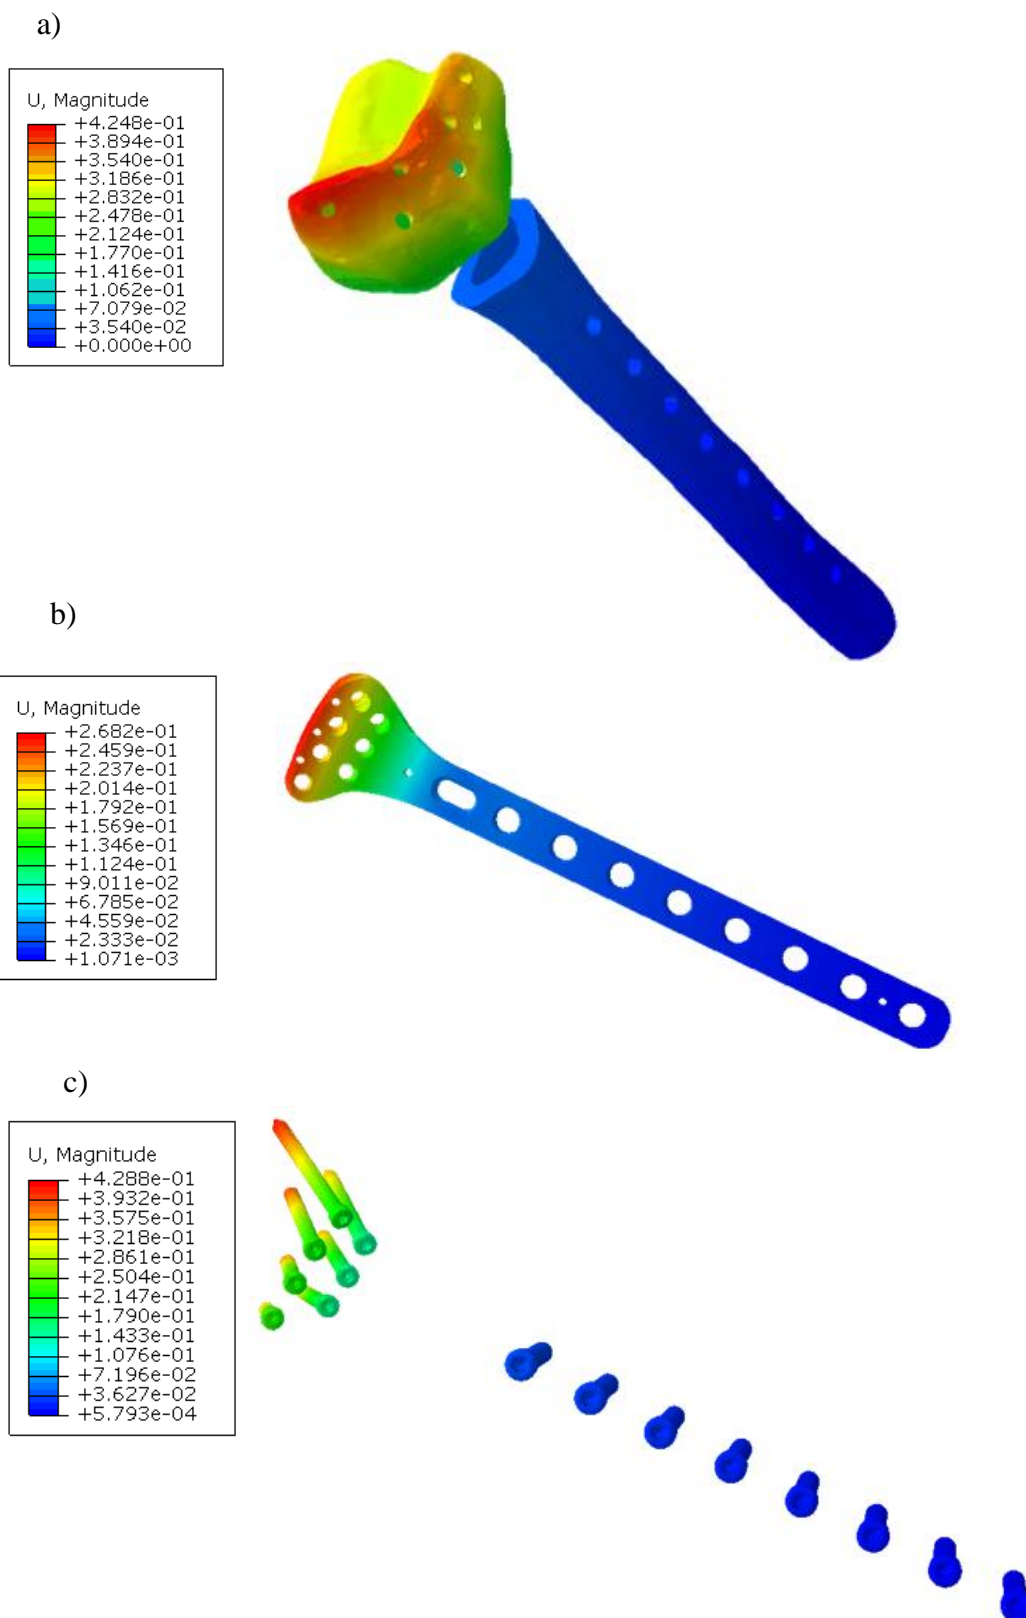 a)
U, Magnitude
+4.248e-01
+3.894e-01
+3.540e-01
+3.186e-01
+2.832e-01
+2.478e-01
+2.124e-01
+1.770e-01
+1.416e-01
+1.062e-01
+7.079e-02
+3.540e-02
+0.000e+00
b)
U, Magnitude
+2.682e-01
+2.459e-01
+2.237e-01
+2.014e-01
+1.792e-01
+1.569e-01
+1.346e-01
+1.124e-01
+9.011e-02
+6.785e-02
+4.559e-02
+2.333e-02
+1.071e-03
c)
U, Magnitude
+4.288e-01
+3.932e-01
+3.575e-01
+3.218e-01
+2.861e-01
+2.504e-01
+2.147e-01
+1.790e-01
+1.433e-01
+1.076e-01
+7.196e-02
+3.627e-02
+5.793e-04